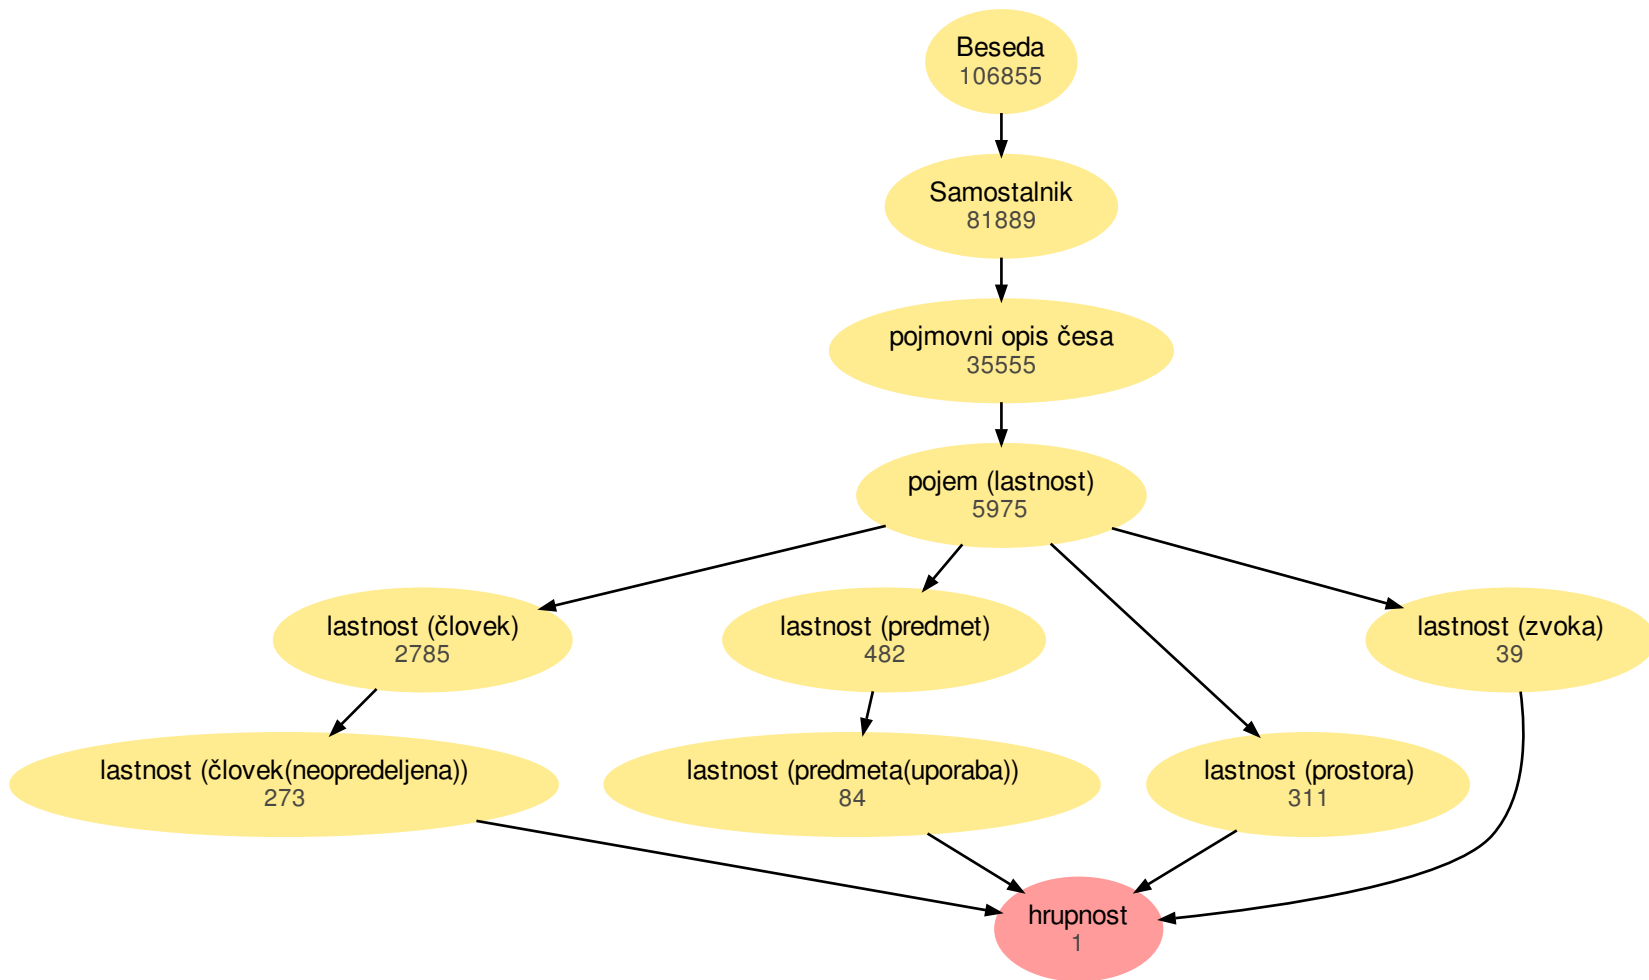 Beseda
106855
Samostalnik
81889
pojmovni opis česa
35555
pojem (lastnost)
5975
lastnost (človek)
2785
lastnost (predmet)
482
lastnost (zvoka)
39
lastnost (človek(neopredeljena))
273
lastnost (predmeta(uporaba))
84
lastnost (prostora)
311
hrupnost
1